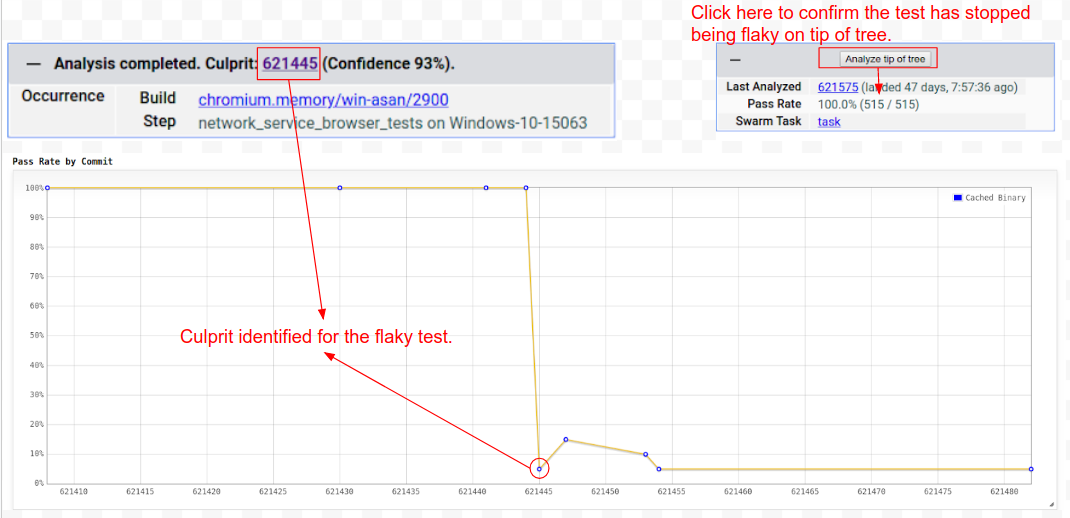 Click here to confirm the test has stopped
being flaky on tip of tree.
— Analysis completed. Culprit: 621445 (Confidence 93%).
Occurrence Build chromium.memory/win-asan/2900
Step network_service_browser_tests on Windows-10-15063
— Analyze tip of tree
Last Analyzed 621575 (landed 47 days, 7:57:36 ago)
Pass Rate 100.0% (515 / 515)
Swarm Task task
Pass Rate by Commit
Cached Binary
100%
90%
80%
70%
60%
50%
40%
30%
20%
10%
0%
Culprit identified for the flaky test.
621410 621415 621420 621425 621430 621435 621440 621445 621450 621455 621460 621465 621470 621475 621480